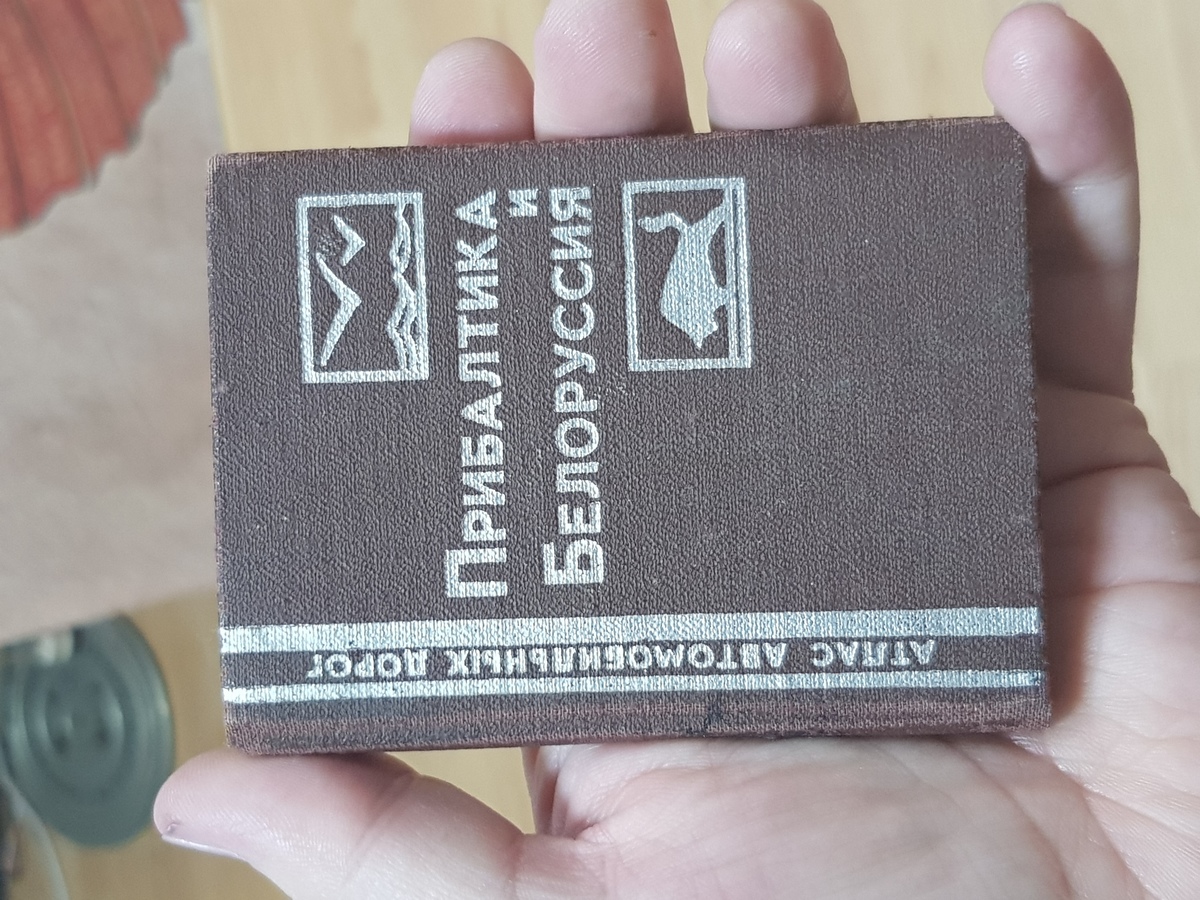 Прибалтика
и
Белоруссия
АТЛАС АВТОМОБИЛЬНЫХ ДОРОГ